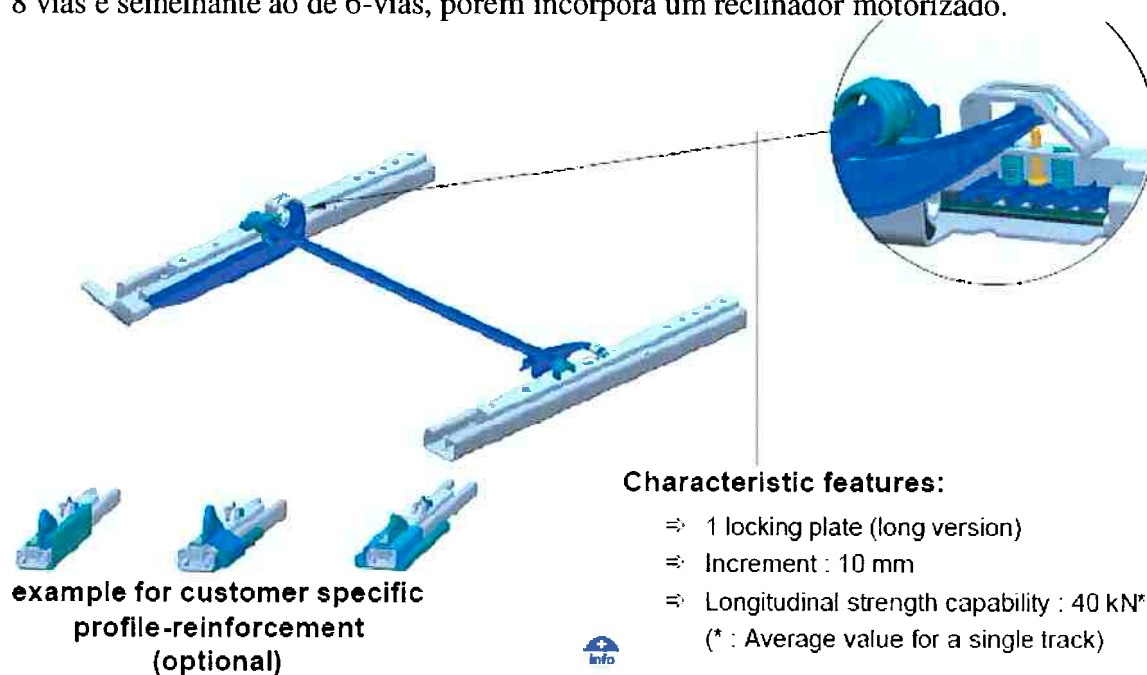 8 vias é semelhante ao de 6-vias, porém incorpora um reclinador motorizado.
Characteristic features:
⇒ 1 locking plate (long version)
⇒ Increment : 10 mm
⇒ Longitudinal strength capability : 40 kN*
(* : Average value for a single track)
example for customer specific
profile-reinforcement
(optional)
info